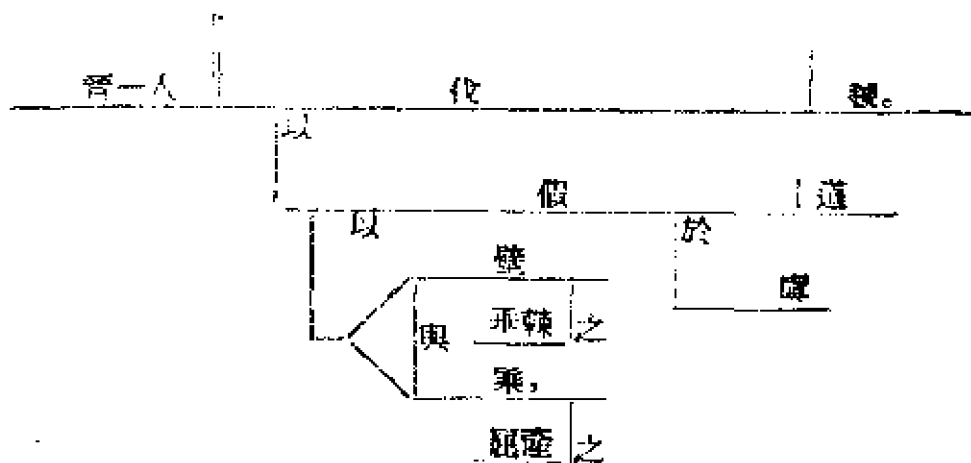 晉一人 伐 虢。
以
假 道
以 於
璧 虞
垂棘 之
與
乘，
屈產 之